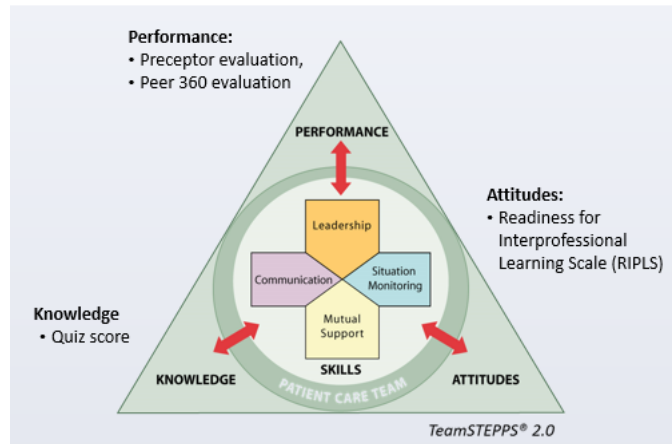 Performance:
• Preceptor evaluation,
• Peer 360 evaluation
PERFORMANCE
Attitudes:
• Readiness for
Interprofessional
Learning Scale (RIPLS)
Leadership
Communication
Situation
Monitoring
Mutual
Support
Knowledge
• Quiz score
SKILLS
KNOWLEDGE
ATTITUDES
PATIENT CARE TEAM
TeamSTEPPS® 2.0